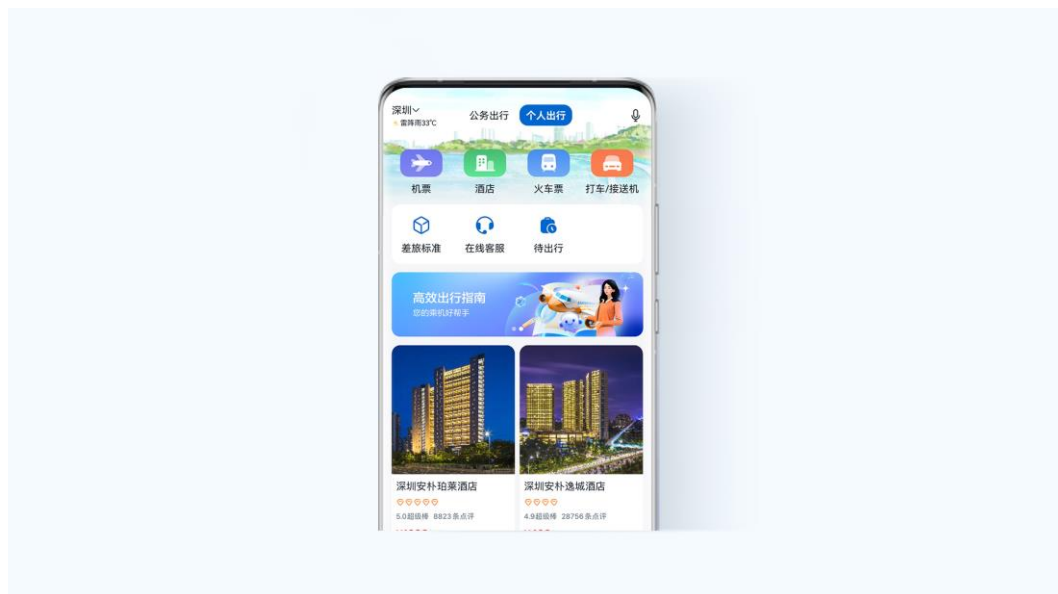 深圳
公务出行
个人出行
雷阵雨33℃
机票
酒店
火车票
打车/接送机
差旅标准
在线客服
待出行
高效出行指南
您的乘机好帮手
深圳安朴珀莱酒店
深圳安朴逸城酒店
5.0超级棒 8823条点评
4.9超级棒 28756条点评